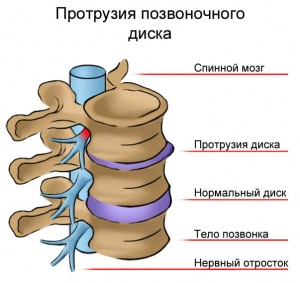 Протрузия позвоночного
диска
Спинной мозг
Протрузия диска
Нормальный диск
Тело позвонка
Нервный отросток